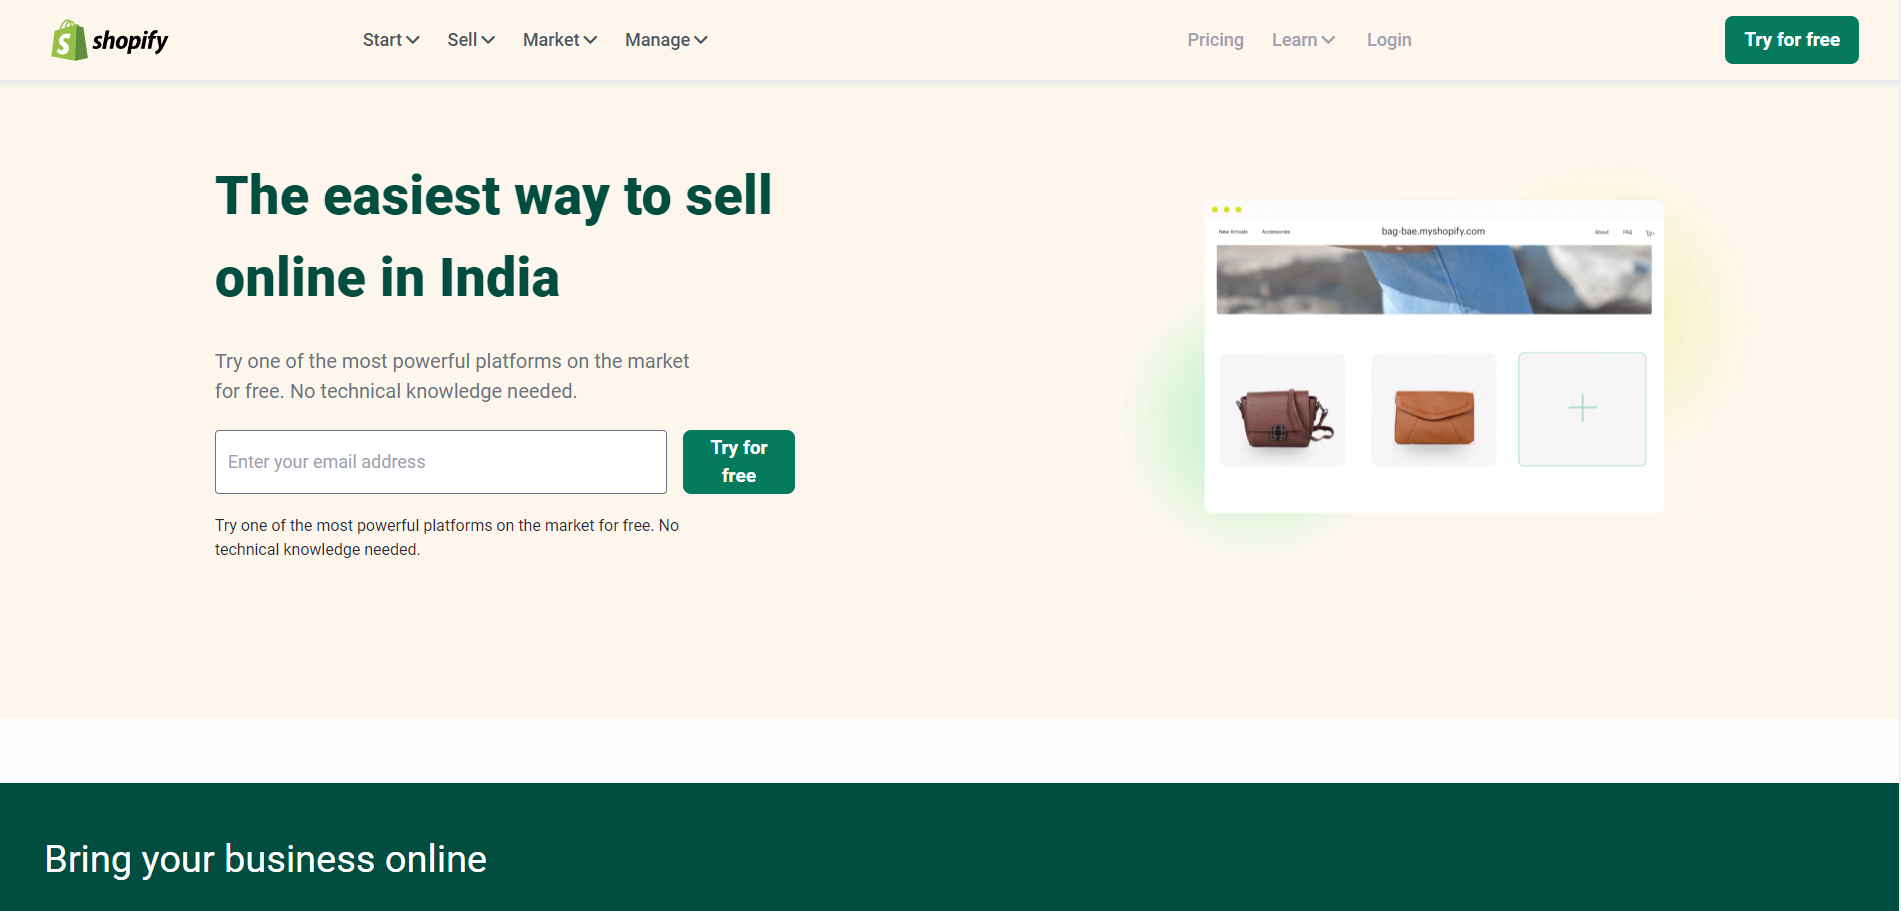 shopify
Start
Sell
Market
Manage
Pricing
Learn
Login
Try for free
The easiest way to sell
online in India
Try one of the most powerful platforms on the market
for free. No technical knowledge needed.
Enter your email address
Try for
free
Try one of the most powerful platforms on the market for free. No
technical knowledge needed.
New Arrivals
Accessories
bag-bae.myshopify.com
About
FAQ
Bring your business online